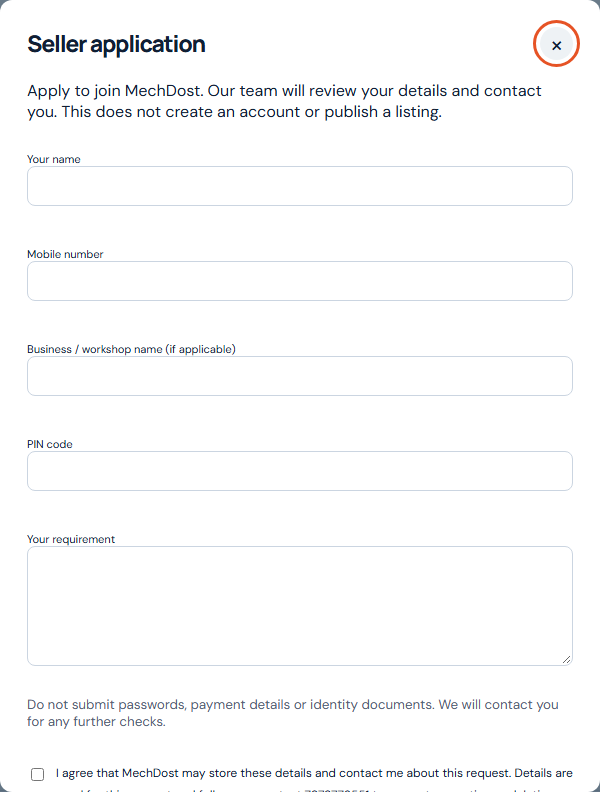 Seller application
×
Apply to join MechDost. Our team will review your details and contact
you. This does not create an account or publish a listing.
Your name
Mobile number
Business / workshop name (if applicable)
PIN code
Your requirement
Do not submit passwords, payment details or identity documents. We will contact you
for any further checks.
I agree that MechDost may store these details and contact me about this request. Details are